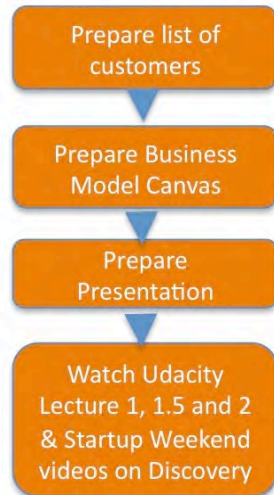 Prepare list of
customers
Prepare Business
Model Canvas
Prepare
Presentation
Watch Udacity
Lecture 1, 1.5 and 2
& Startup Weekend
videos on Discovery